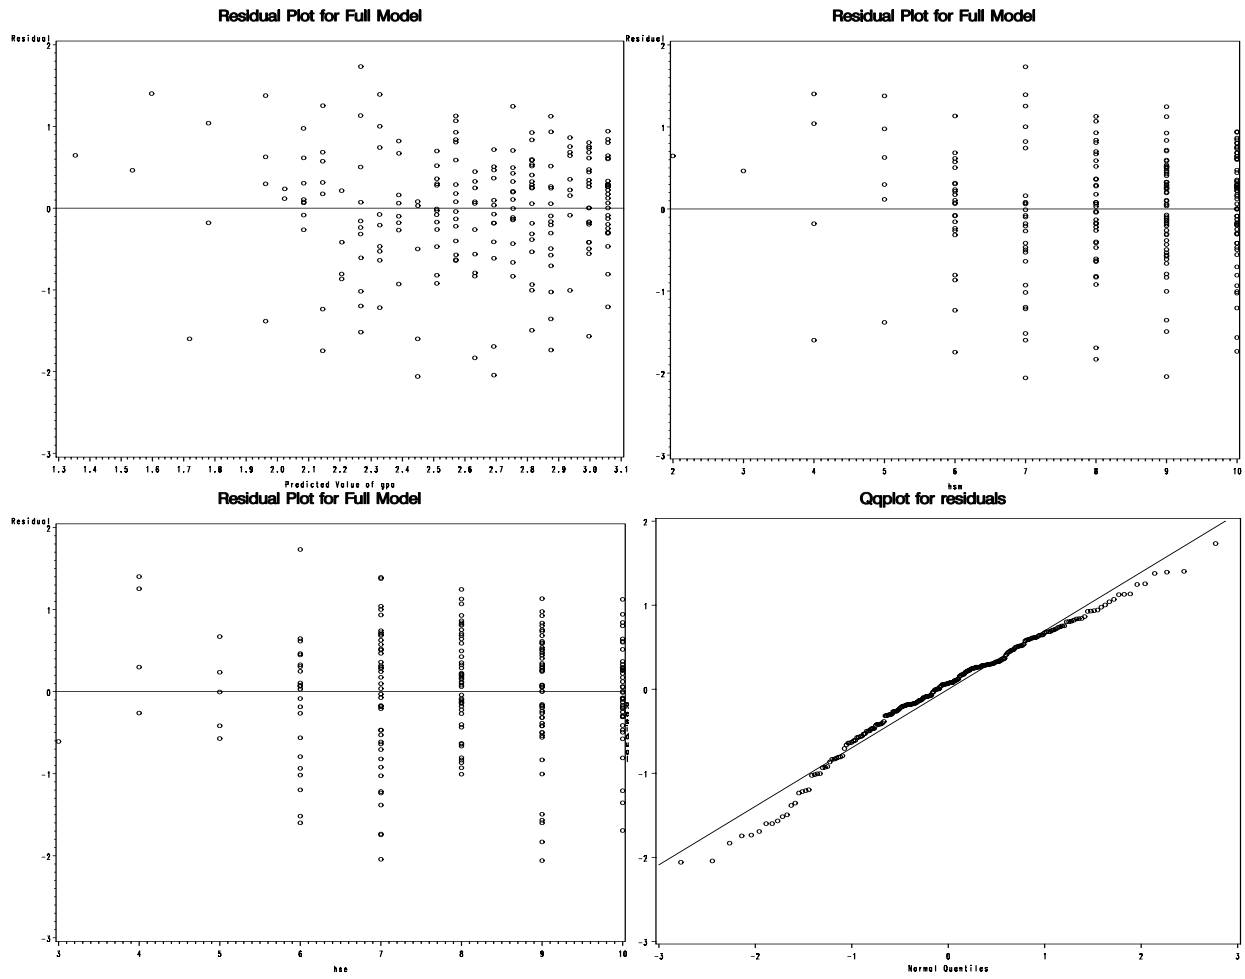 Residual Plot for Full Model
Residual
2
1
0
-1
-2
-3
1.3 1.4 1.5 1.6 1.7 1.8 1.9 2.0 2.1 2.2 2.3 2.4 2.5 2.6 2.7 2.8 2.9 3.0 3.1
Predicted Value of gpa
Residual Plot for Full Model
Residual
2
1
0
-1
-2
-3
2 3 4 5 6 7 8 9 10
hsm
Residual Plot for Full Model
Residual
2
1
0
-1
-2
-3
3 4 5 6 7 8 9 10
hse
Qqplot for residuals
2
1
0
-1
-2
-3
-3 -2 -1 0 1 2 3
Normal Quantiles